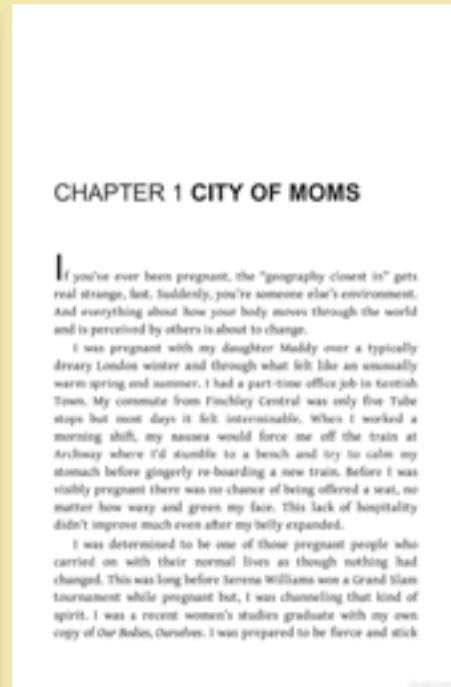 CHAPTER 1 CITY OF MOMS
If you've ever been pregnant, the "geography closest in" gets
real strange, fast. Suddenly, you're someone else's environment.
And everything about how your body moves through the world
and is perceived by others is about to change.
I was pregnant with my daughter Maddy over a typically
dreary London winter and through what felt like an unusually
warm spring and summer. I had a part-time office job in Kentish
Town. My commute from Finchley Central was only five Tube
stops but most days it felt interminable. When I worked a
morning shift, my nausea would force me off the train at
Archway where I'd stumble to a bench and try to calm my
stomach before gingerly re-boarding a new train. Before I was
visibly pregnant there was no chance of being offered a seat, no
matter how waxy and green my face. This lack of hospitality
didn't improve much even after my belly expanded.
I was determined to be one of those pregnant people who
carried on with their normal lives as though nothing had
changed. This was long before Serena Williams won a Grand Slam
tournament while pregnant but, I was channeling that kind of
spirit. I was a recent women's studies graduate with my own
copy of Our Bodies, Ourselves. I was prepared to be fierce and stick